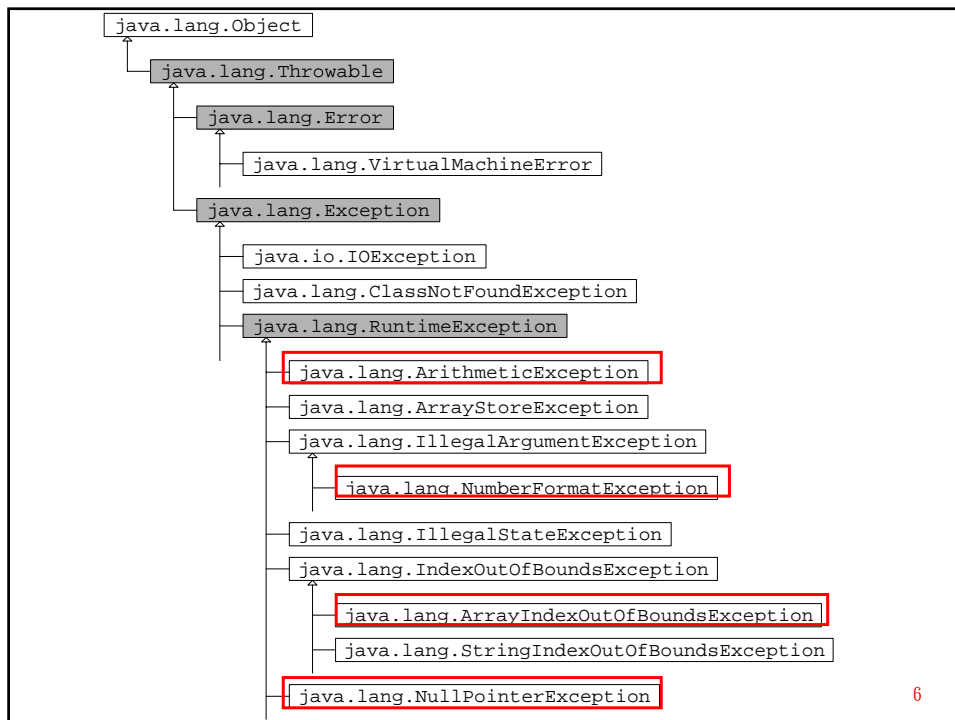 java.lang.Object
java.lang.Throwable
java.lang.Error
java.lang.VirtualMachineError
java.lang.Exception
java.io.IOException
java.lang.ClassNotFoundException
java.lang.RuntimeException
java.lang.ArithmeticException
java.lang.ArrayStoreException
java.lang.IllegalArgumentException
java.lang.NumberFormatException
java.lang.IllegalStateException
java.lang.IndexOutOfBoundsException
java.lang.ArrayIndexOutOfBoundsException
java.lang.StringIndexOutOfBoundsException
java.lang.NullPointerException
6